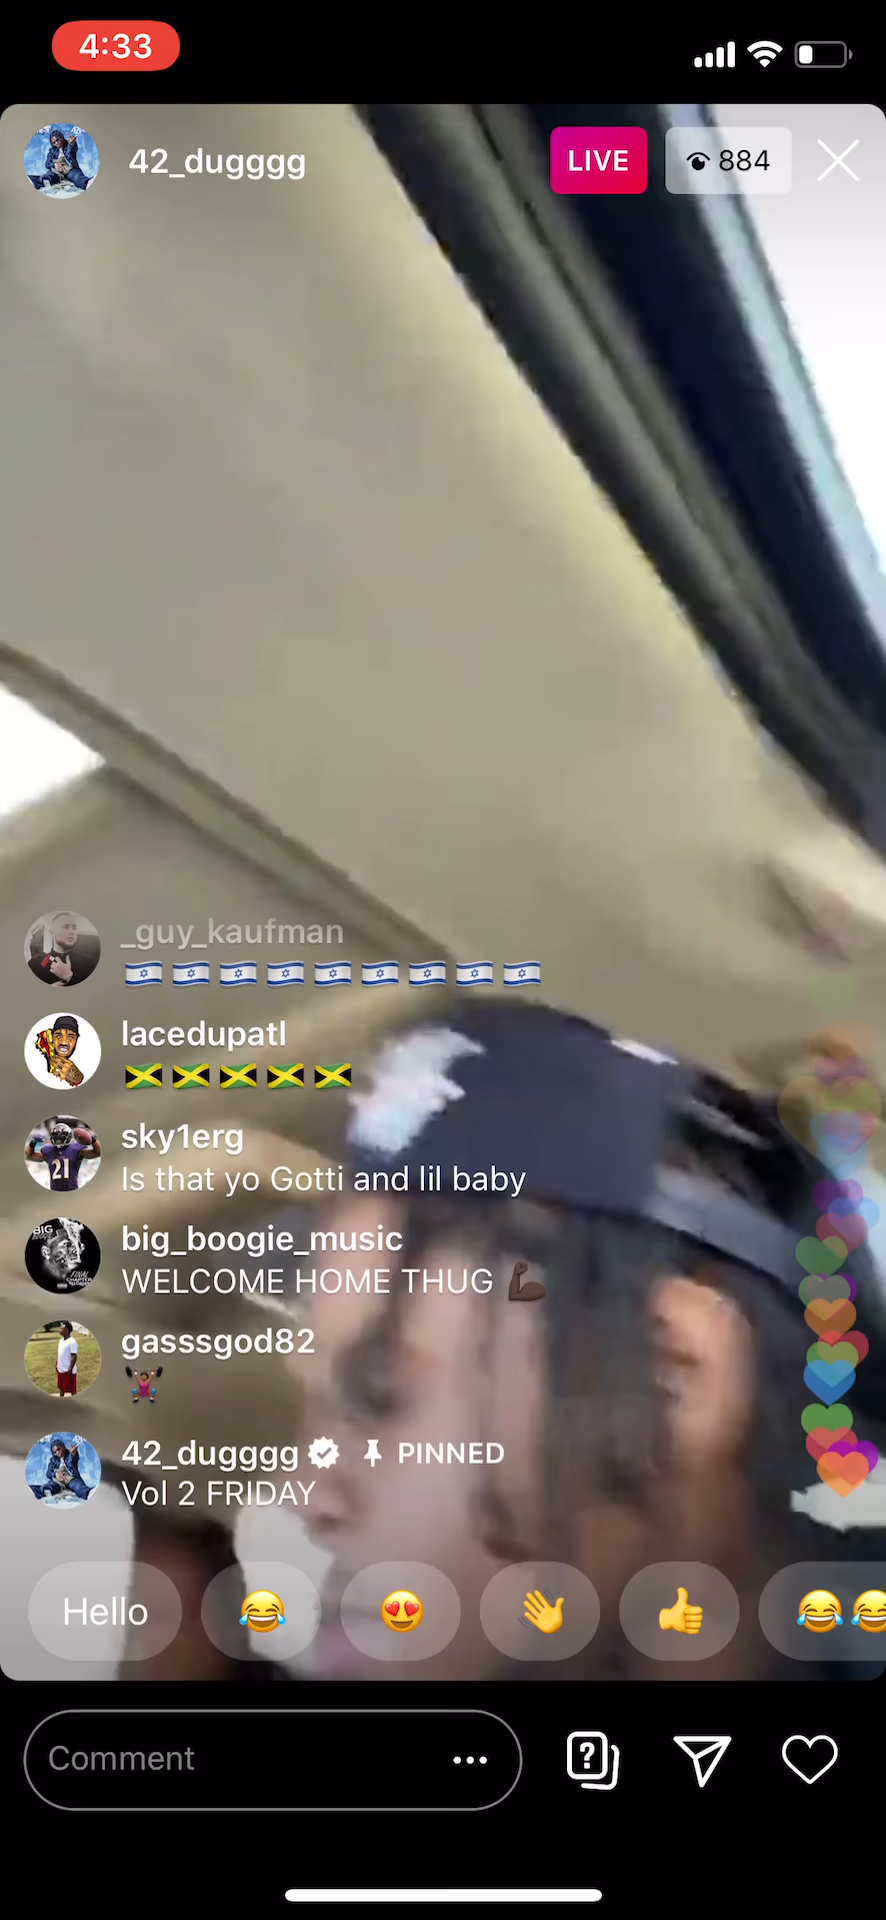 4:33
42_dugggg
LIVE
884
_guy_kaufman
lacedupatl
sky1erg
Is that yo Gotti and lil baby
big_boogie_music
WELCOME HOME THUG
gasssgod82
42_dugggg PINNED
Vol 2 FRIDAY
Hello
Comment